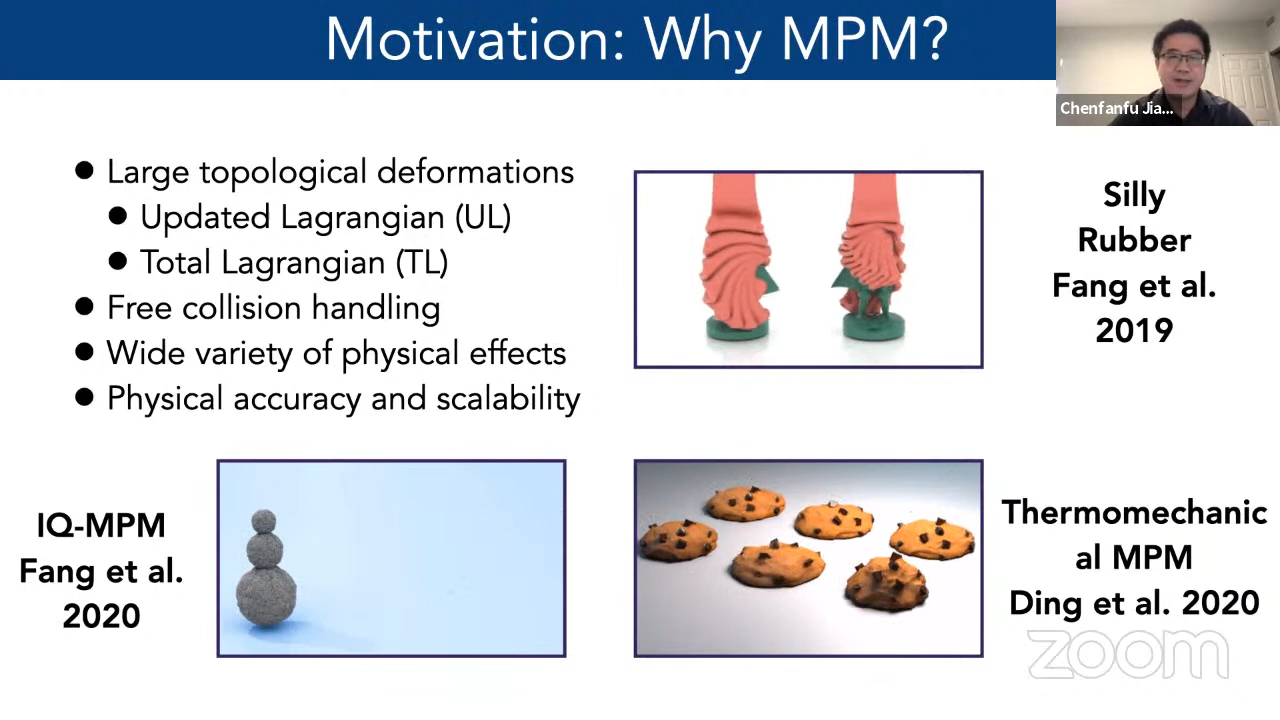 Motivation: Why MPM?
Chenfanfu Jia...
● Large topological deformations
● Updated Lagrangian (UL)
● Total Lagrangian (TL)
● Free collision handling
● Wide variety of physical effects
● Physical accuracy and scalability
Silly
Rubber
Fang et al.
2019
IQ-MPM
Fang et al.
2020
Thermomechanic
al MPM
Ding et al. 2020
zoom